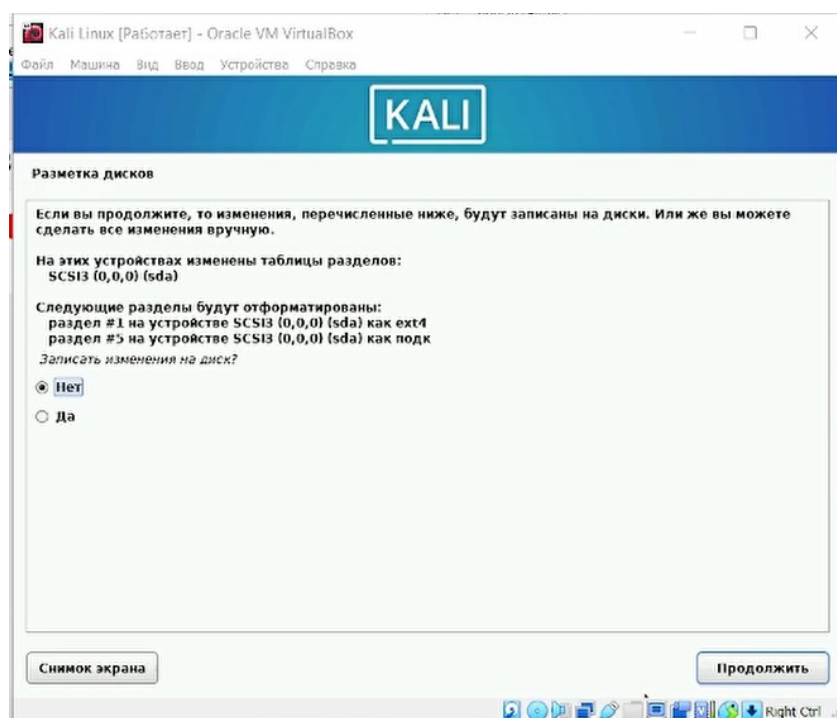 Kali Linux [Работает] - Oracle VM VirtualBox
Файл Машина Вид Ввод Устройства Справка
KALI
Разметка дисков
Если вы продолжите, то изменения, перечисленные ниже, будут записаны на диски. Или же вы можете
сделать все изменения вручную.
На этих устройствах изменены таблицы разделов:
SCSI3 (0,0,0) (sda)
Следующие разделы будут отформатированы:
раздел #1 на устройстве SCSI3 (0,0,0) (sda) как ext4
раздел #5 на устройстве SCSI3 (0,0,0) (sda) как подк
Записать изменения на диск?
Нет
Да
Снимок экрана
Продолжить
Right Ctrl